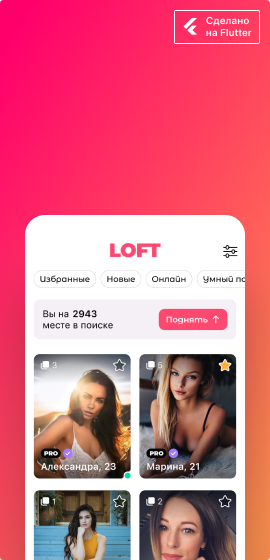 Сделано
на Flutter
LOFT
Избранные
Новые
Онлайн
Умный по
Вы на 2943
месте в поиске
Поднять
3
5
PRO
PRO
Александра, 23
Марина, 21
1
2